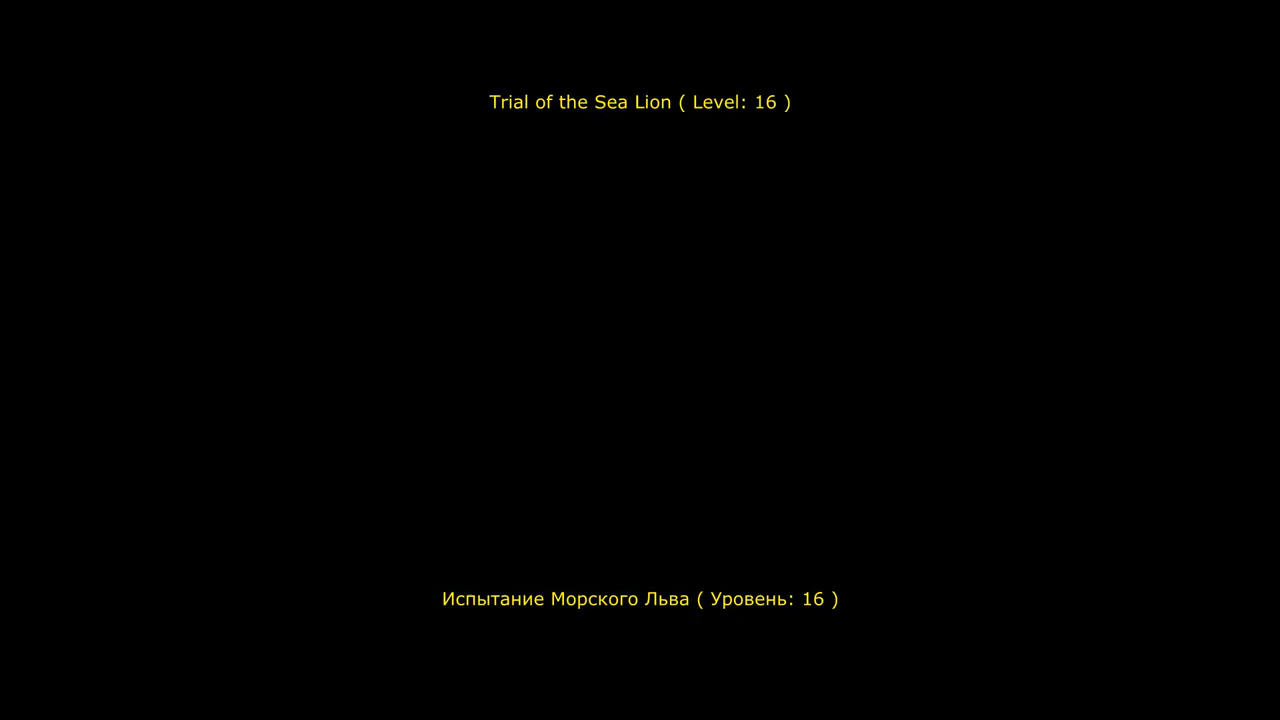 Trial of the Sea Lion ( Level: 16 )
Испытание Морского Льва ( Уровень: 16 )